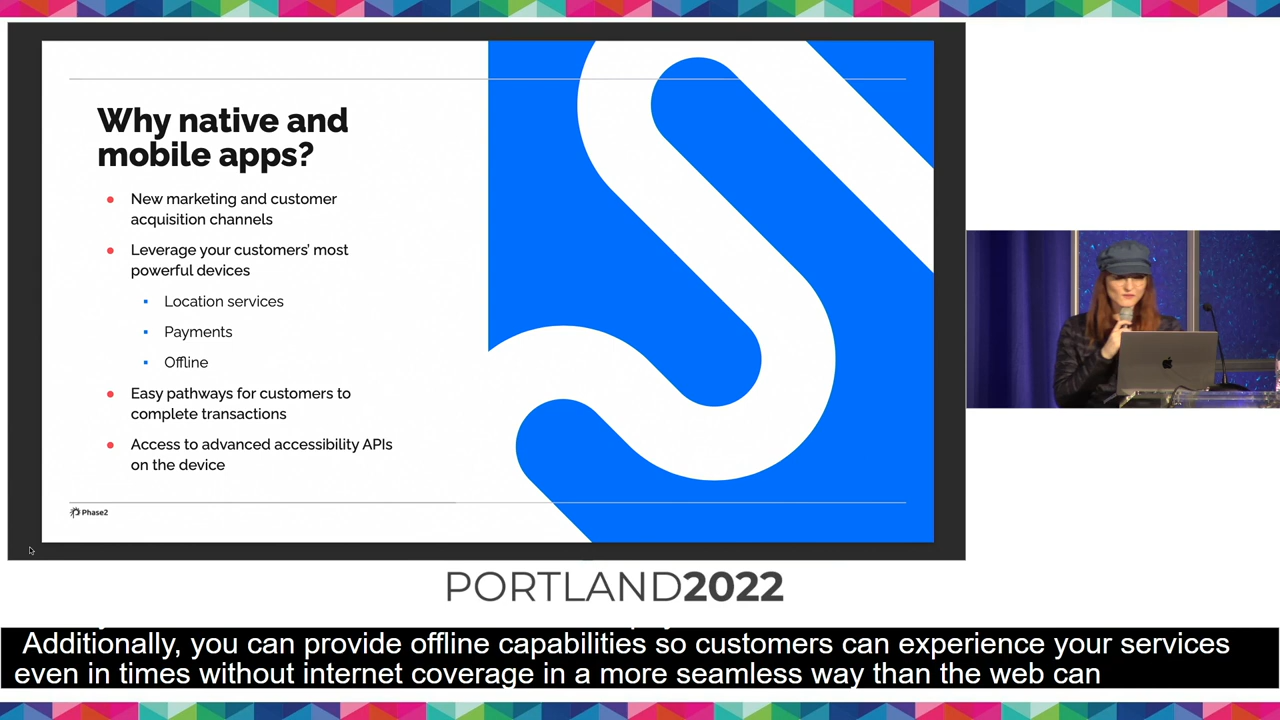 Why native and
mobile apps?
New marketing and customer
acquisition channels
Leverage your customers' most
powerful devices
Location services
Payments
Offline
Easy pathways for customers to
complete transactions
Access to advanced accessibility APIs
on the device
Phase2
PORTLAND2022
Additionally, you can provide offline capabilities so customers can experience your services
even in times without internet coverage in a more seamless way than the web can